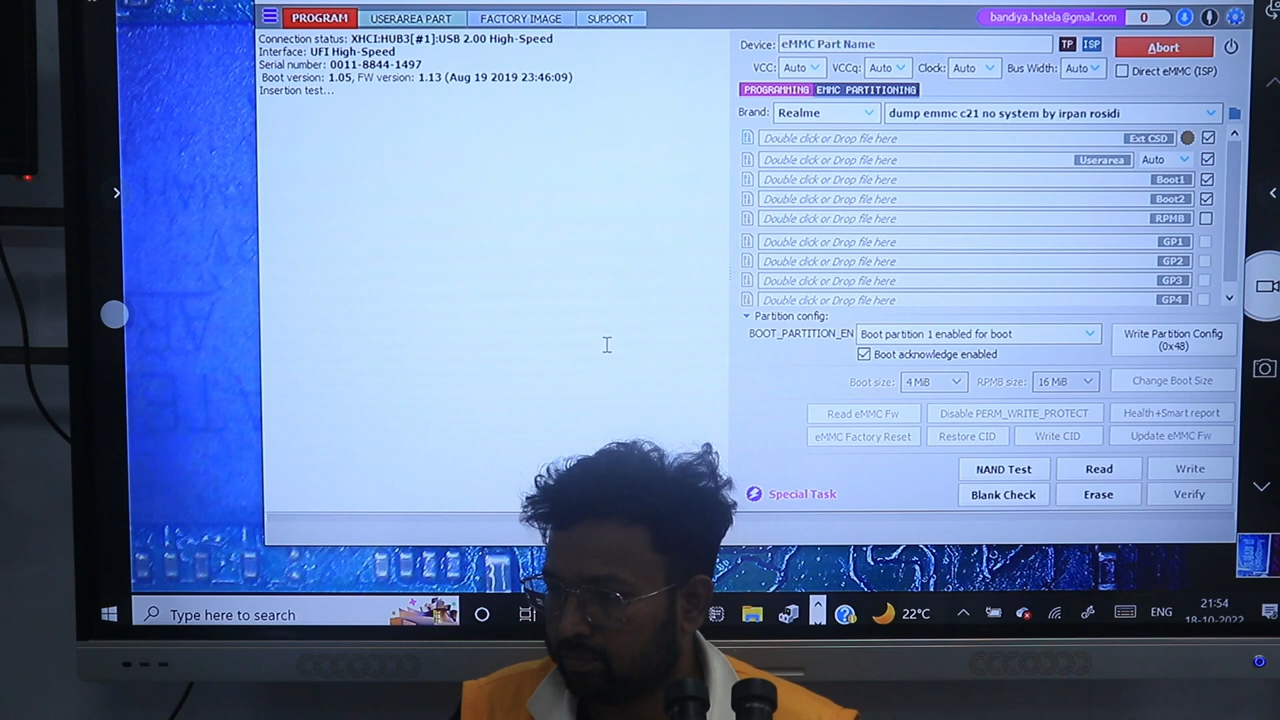 PROGRAM USERAREA PART FACTORY IMAGE SUPPORT bandiya.hatela@gmail.com 0
Connection status: XHCI:HUB3[#1]:USB 2.00 High-Speed
Interface: UFI High-Speed
Serial number: 0011-8844-1497
Boot version: 1.05, FW version: 1.13 (Aug 19 2019 23:46:09)
Insertion test...
Device: eMMC Part Name TP ISP Abort
VCC: Auto VCCq: Auto Clock: Auto Bus Width: Auto Direct eMMC (ISP)
PROGRAMMING EMMC PARTITIONING
Brand: Realme dump emmc c21 no system by irpan rosidi
Double click or Drop file here Ext CSD
Double click or Drop file here Userarea Auto
Double click or Drop file here Boot1
Double click or Drop file here Boot2
Double click or Drop file here RPMB
Double click or Drop file here GP1
Double click or Drop file here GP2
Double click or Drop file here GP3
Double click or Drop file here GP4
Partition config:
BOOT_PARTITION_EN Boot partition 1 enabled for boot Write Partition Config
(0x48)
Boot acknowledge enabled
Boot size: 4 MiB RPMB size: 16 MiB Change Boot Size
Read eMMC Fw Disable PERM_WRITE_PROTECT Health+Smart report
eMMC Factory Reset Restore CID Write CID Update eMMC Fw
NAND Test Read Write
Special Task Blank Check Erase Verify
Type here to search 22°C ENG 21:54
18-10-2022